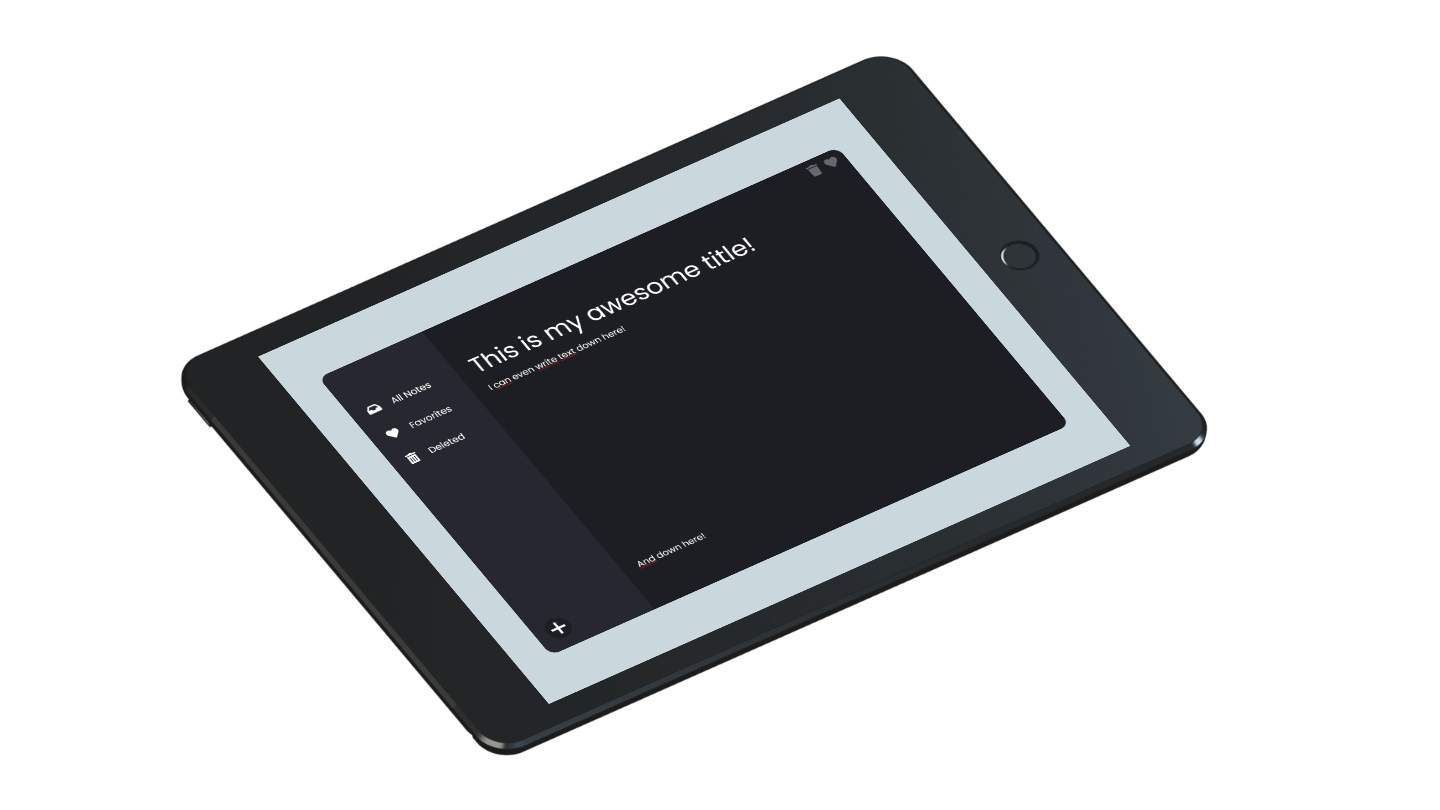 All Notes
Favorites
Deleted
This is my awesome title!
I can even write text down here!
And down here!